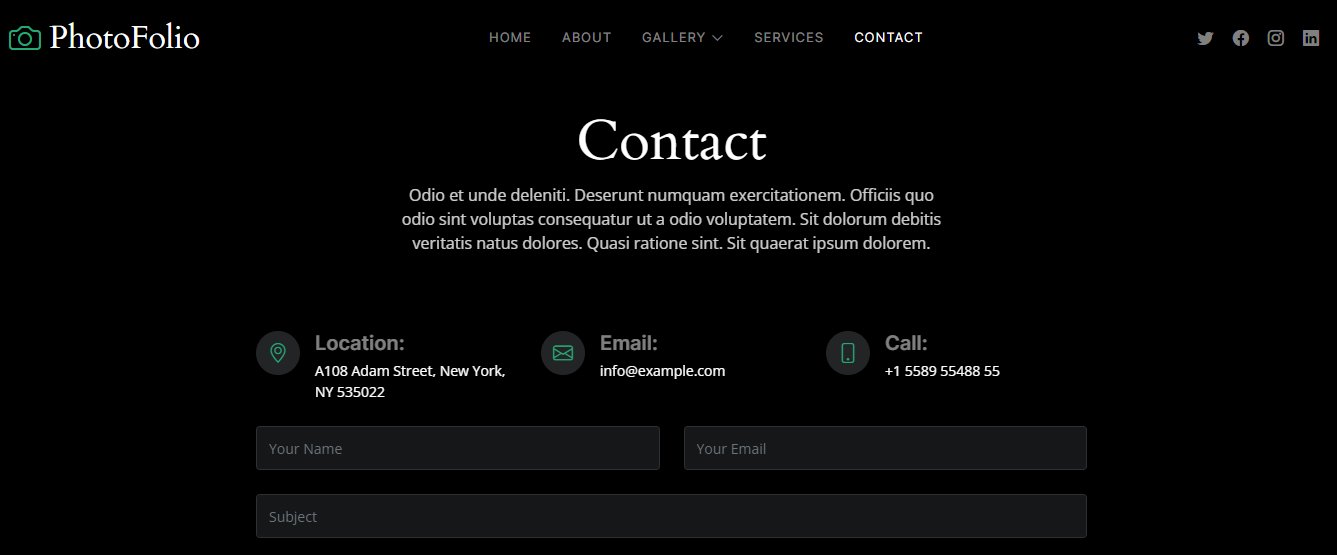 PhotoFolio
HOME
ABOUT
GALLERY
SERVICES
CONTACT
Contact
Odio et unde deleniti. Deserunt numquam exercitationem. Officiis quo
odio sint voluptas consequatur ut a odio voluptatem. Sit dolorum debitis
veritatis natus dolores. Quasi ratione sint. Sit quaerat ipsum dolorem.
Location:
A108 Adam Street, New York,
NY 535022
Email:
info@example.com
Call:
+1 5589 55488 55
Your Name
Your Email
Subject